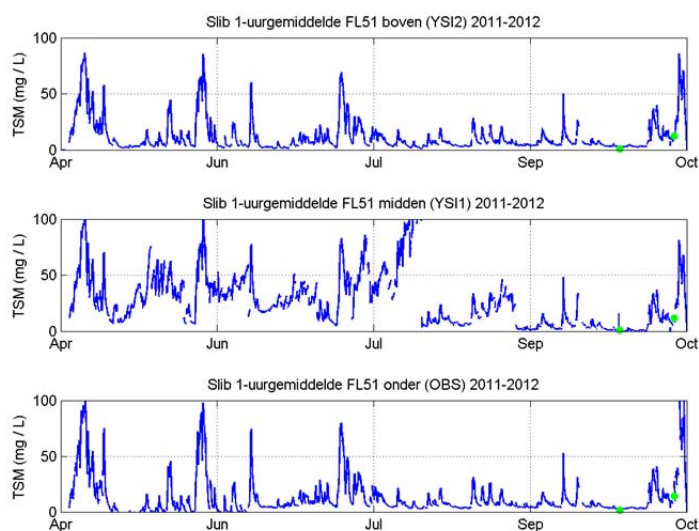 Slib 1-uurgemiddelde FL51 boven (YSI2) 2011-2012
100
50
0
TSM (mg / L)
Apr Jun Jul Sep Oct
Slib 1-uurgemiddelde FL51 midden (YSI1) 2011-2012
100
50
0
TSM (mg / L)
Apr Jun Jul Sep Oct
Slib 1-uurgemiddelde FL51 onder (OBS) 2011-2012
100
50
0
TSM (mg / L)
Apr Jun Jul Sep Oct